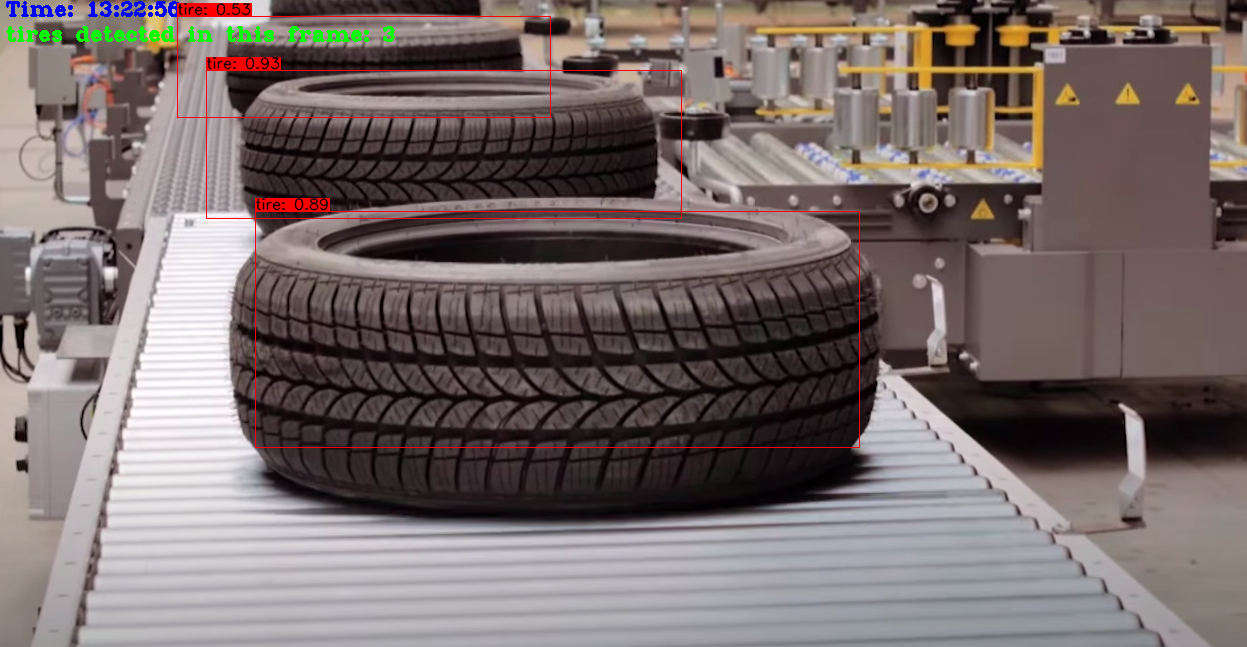 Time: 13:22:56
tire: 0.53
tires detected in this frame: 3
tire: 0.93
tire: 0.89